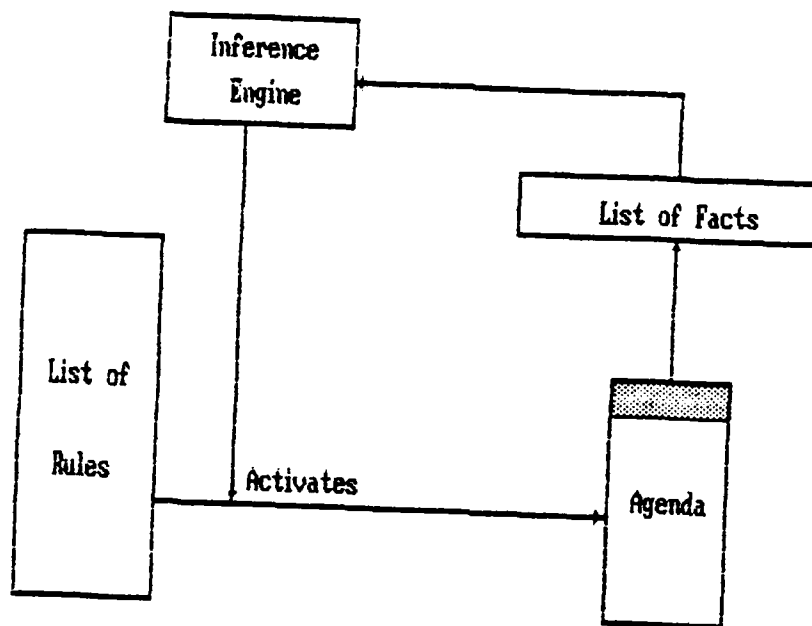 Inference
Engine
List of Facts
List of
Rules
Activates
Agenda